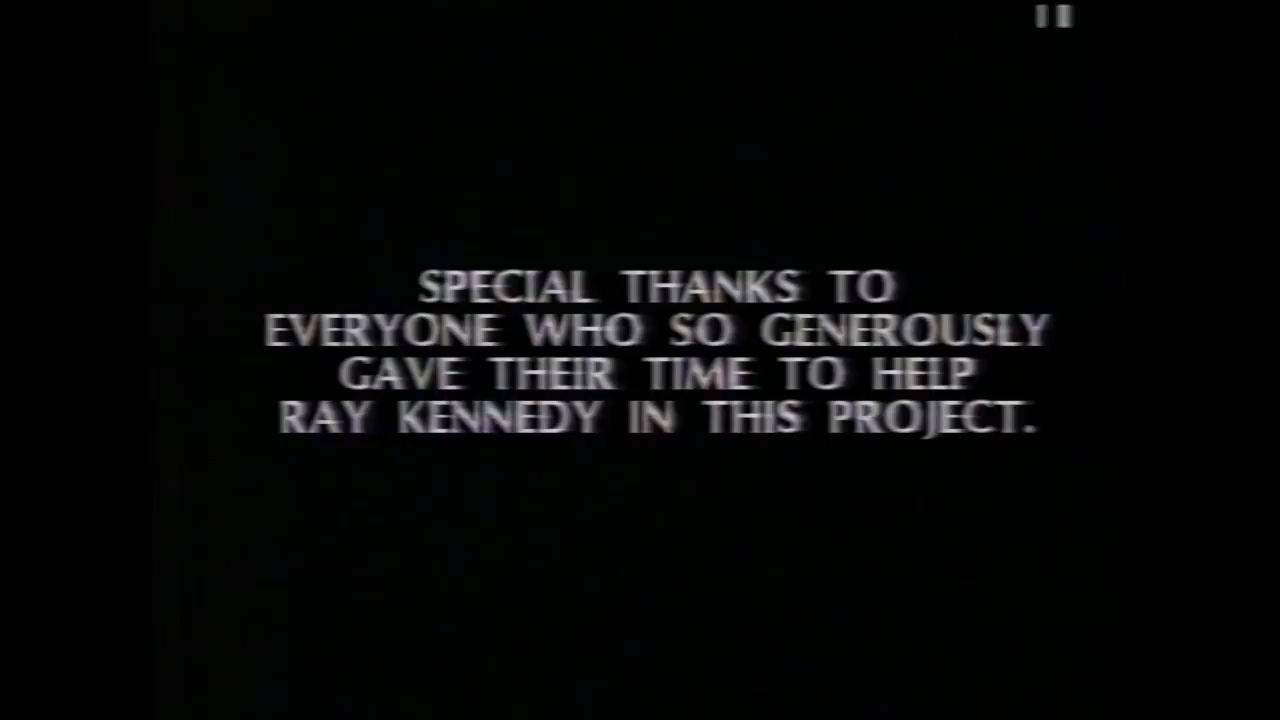 SPECIAL THANKS TO
EVERYONE WHO SO GENEROUSLY
GAVE THEIR TIME TO HELP
RAY KENNEDY IN THIS PROJECT.